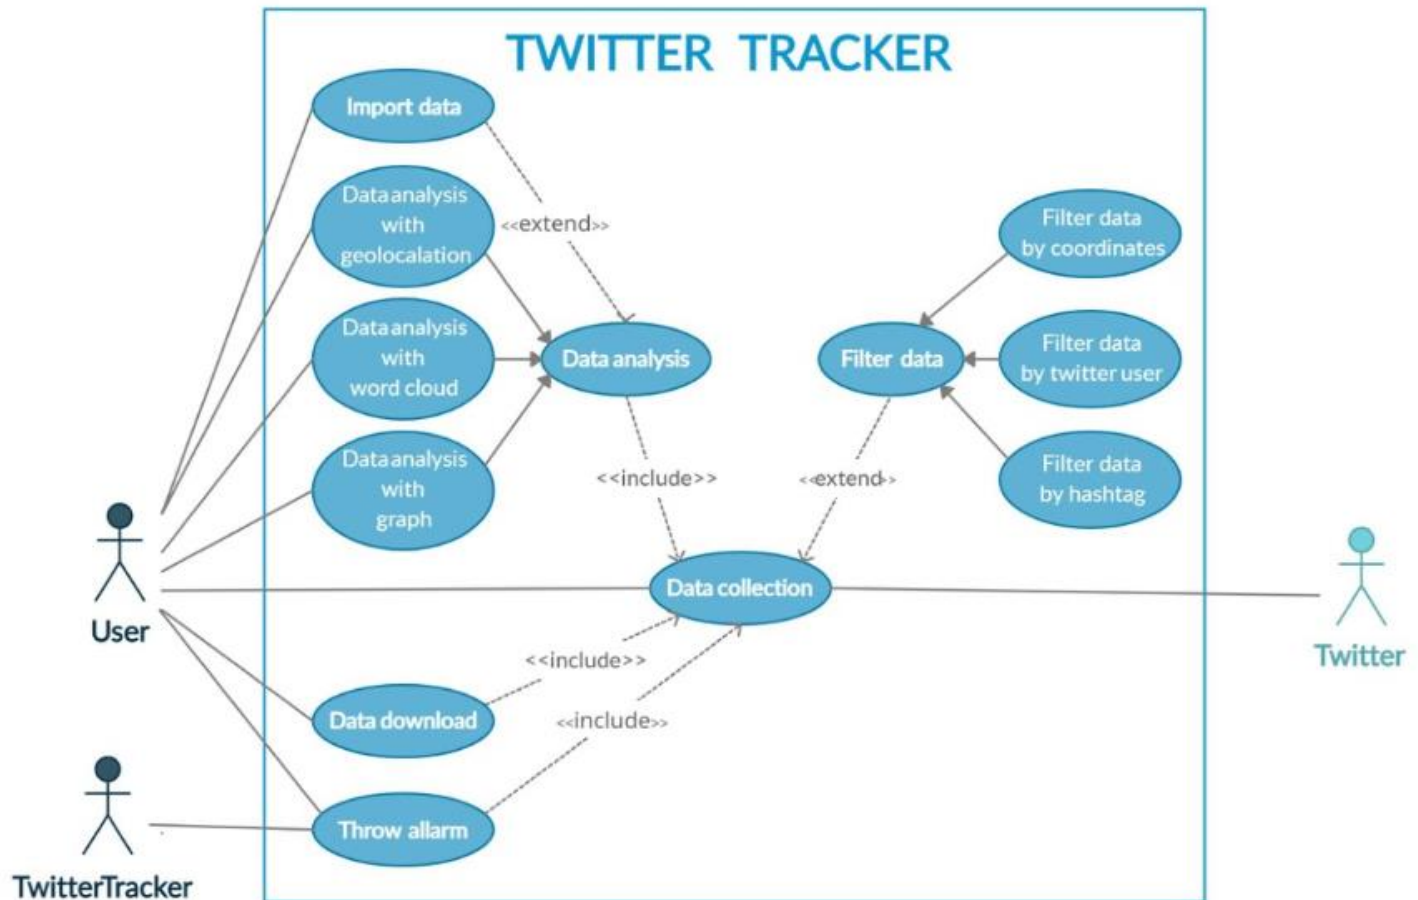 TWITTER TRACKER
Import data
Data analysis
with
geolocalation
<<extend>>
Filter data
by coordinates
Data analysis
with
word cloud
Data analysis
Filter data
Filter data
by twitter user
Data analysis
with
graph
<<include>>
<<extend>>
Filter data
by hashtag
User
Data collection
Twitter
<<include>>
Data download
<<include>>
Throw allarm
TwitterTracker